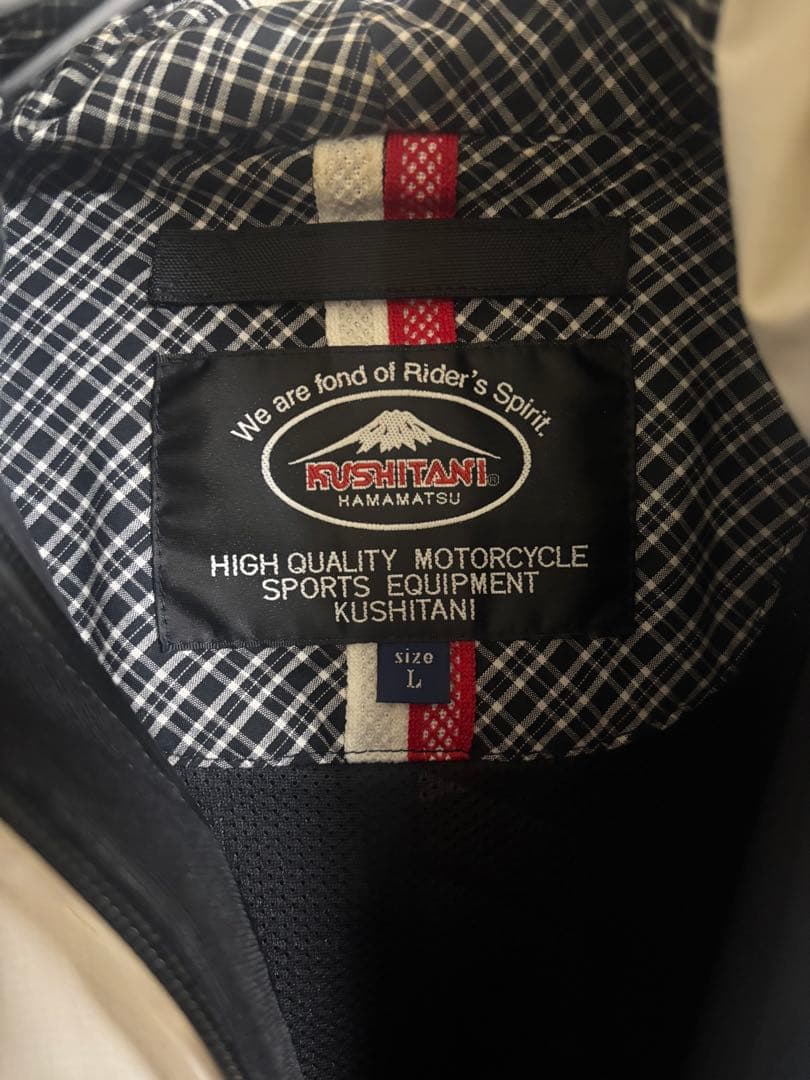 We are fond of Rider's Spirit.
KUSHITANI®
HAMAMATSU
HIGH QUALITY MOTORCYCLE
SPORTS EQUIPMENT
KUSHITANI
size
L